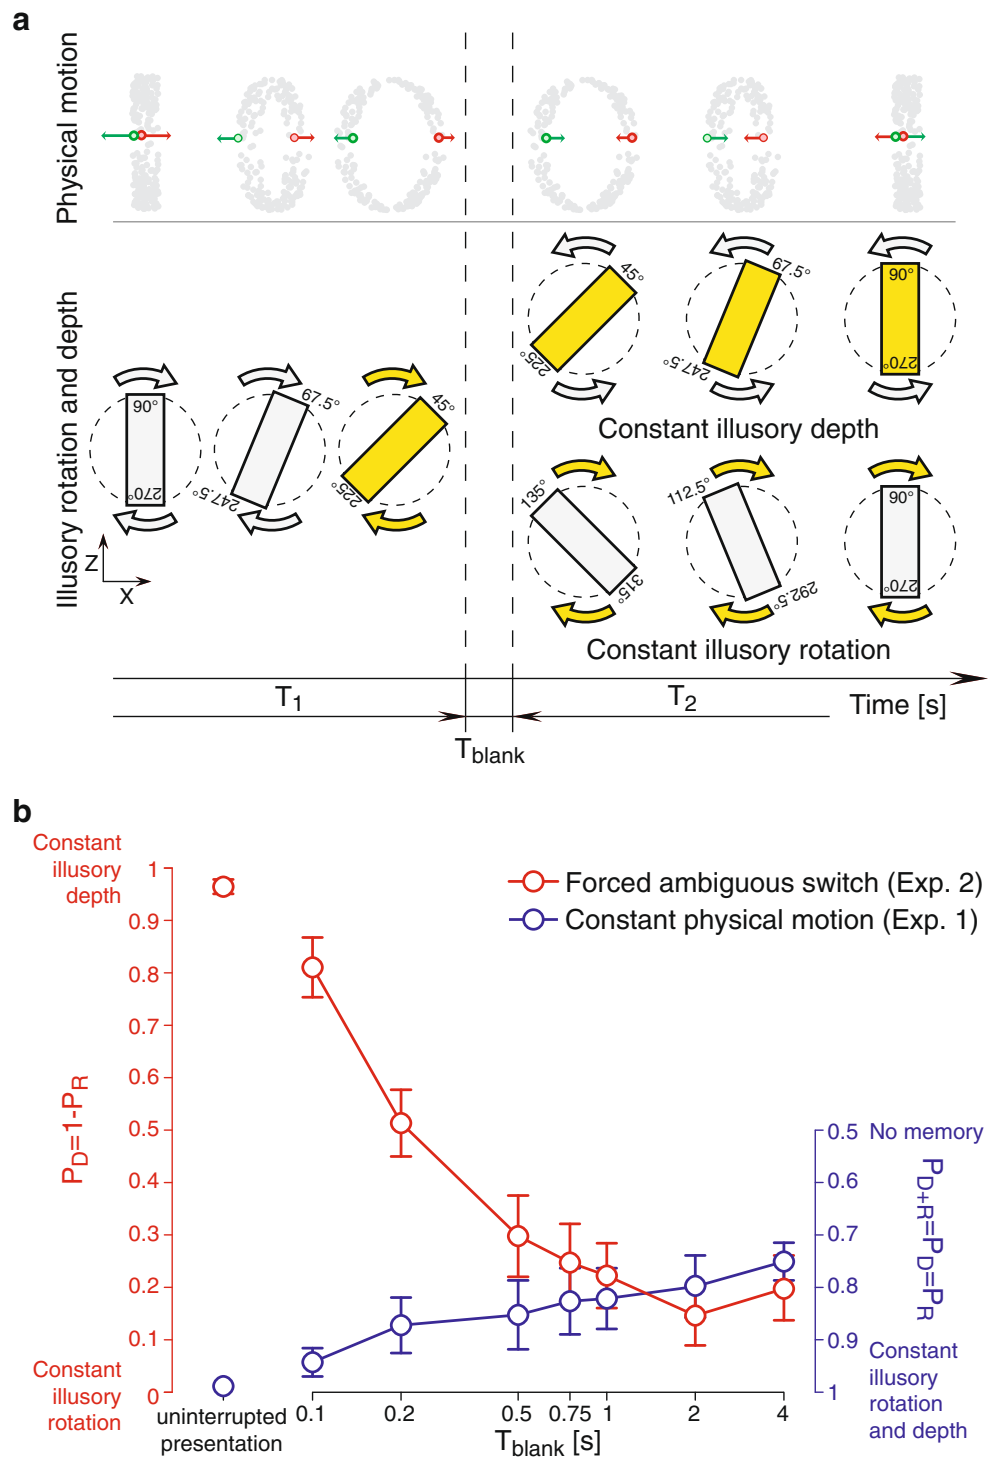 a
Physical motion
Illusory rotation and depth
90°
270°
67.5°
247.5°
45°
225°
Z
X
45°
225°
67.5°
247.5°
90°
270°
Constant illusory depth
135°
315°
112.5°
292.5°
90°
270°
Constant illusory rotation
T1
T2
Time [s]
Tblank
b
Constant
illusory
depth
1
0.9
0.8
0.7
0.6
0.5
0.4
0.3
0.2
0.1
0
PD=1-PR
Constant
illusory
rotation
Forced ambiguous switch (Exp. 2)
Constant physical motion (Exp. 1)
0.5
0.6
0.7
0.8
0.9
1
No memory
PD+R=PD=PR
Constant
illusory
rotation
and depth
uninterrupted
presentation
0.1
0.2
0.5
0.75
1
2
4
Tblank [s]